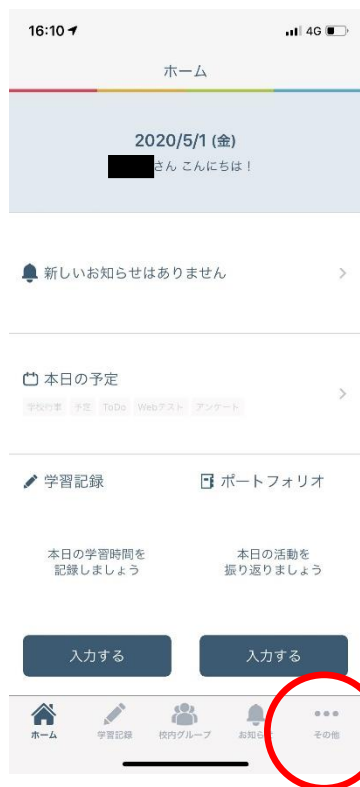 16:10
4G
ホーム
2020/5/1 (金)
さん こんにちは！
新しいお知らせはありません
本日の予定
学校行事 予定 ToDo Webテスト アンケート
学習記録
ポートフォリオ
本日の学習時間を
記録しましょう
本日の活動を
振り返りましょう
入力する
入力する
ホーム
学習記録
校内グループ
お知らせ
その他